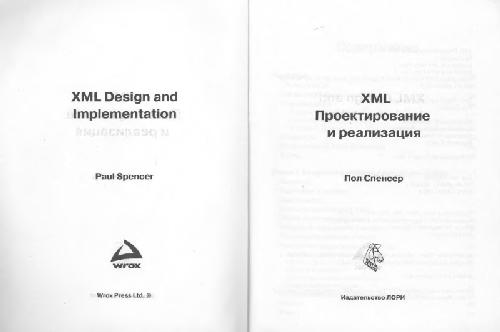 XML Design and
Implementation
Paul Spencer
Wrox
Wrox Press Ltd. ®
XML
Проектирование
и реализация
Пол Спенсер
Издательство ЛОРИ